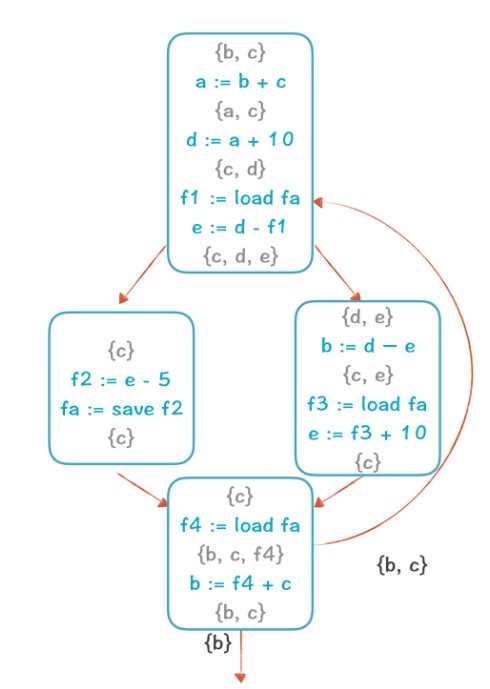 {b, c}
a := b + c
{a, c}
d := a + 10
{c, d}
f1 := load fa
e := d - f1
{c, d, e}
{c}
f2 := e - 5
fa := save f2
{c}
{d, e}
b := d – e
{c, e}
f3 := load fa
e := f3 + 10
{c}
{c}
f4 := load fa
{b, c, f4}
b := f4 + c
{b, c}
{b, c}
{b}